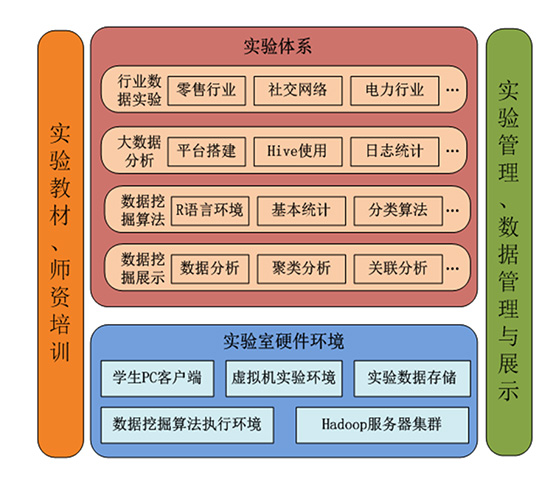 实验教材、师资培训
实验体系
行业数
据实验
零售行业
社交网络
电力行业
...
大数据
分析
平台搭建
Hive使用
日志统计
...
数据挖
掘算法
R语言环境
基本统计
分类算法
...
数据挖
掘展示
数据分析
聚类分析
关联分析
...
实验室硬件环境
学生PC客户端
虚拟机实验环境
实验数据存储
数据挖掘算法执行环境
Hadoop服务器集群
实验管理、数据管理与展示